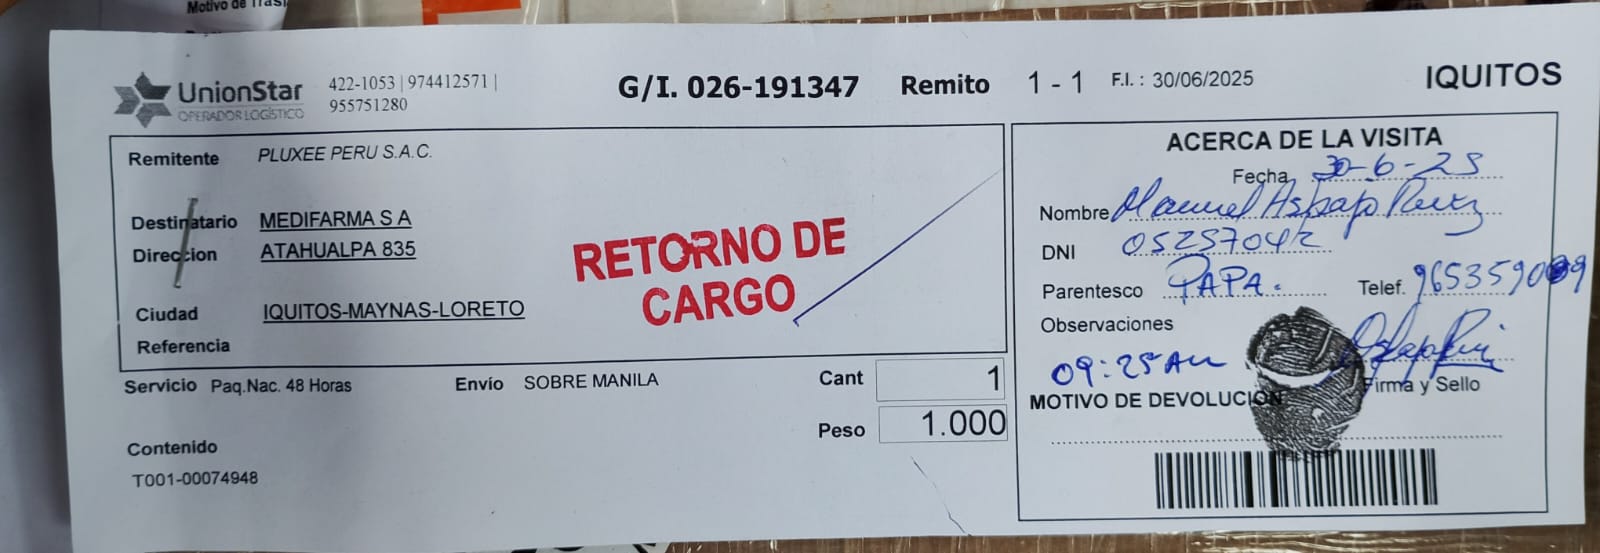 Motivo de Trasl
UnionStar
OPERADOR LOGÍSTICO
422-1053 | 974412571 |
955751280
G/I. 026-191347 Remito 1 - 1 F.I. : 30/06/2025 IQUITOS
Remitente PLUXEE PERU S.A.C.
Destinatario MEDIFARMA S A
Direccion ATAHUALPA 835
Ciudad IQUITOS-MAYNAS-LORETO
Referencia
RETORNO DE
CARGO
Servicio Paq.Nac. 48 Horas Envío SOBRE MANILA Cant 1
Peso 1.000
Contenido
T001-00074948
ACERCA DE LA VISITA
Fecha 30-6-25
Nombre Manuel
DNI
Parentesco PAPA.
Telef.
Observaciones
09:25 AM
Firma y Sello
MOTIVO DE DEVOLUCIÓN